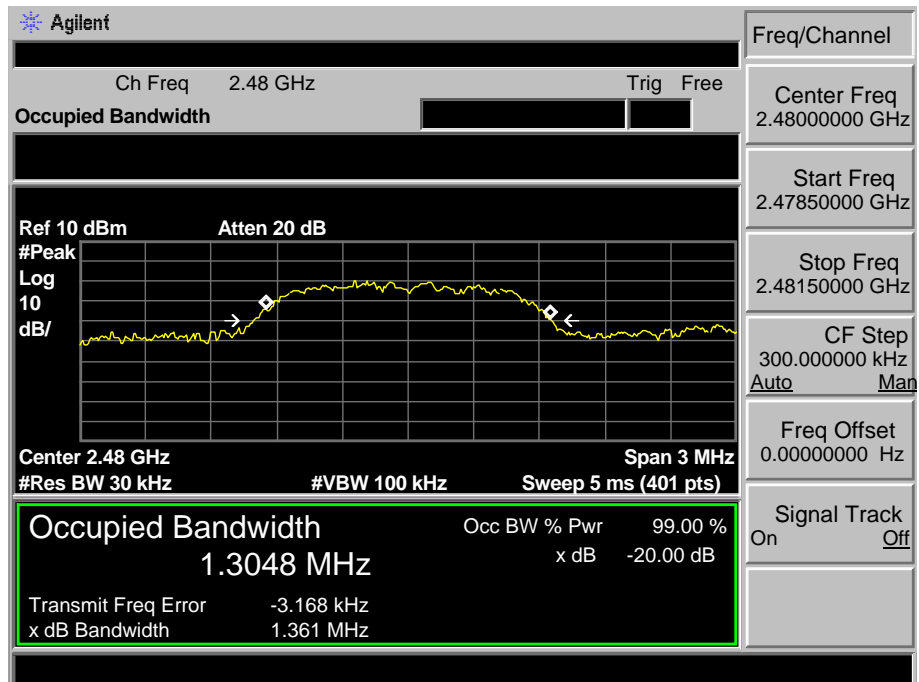 Agilent
Freq/Channel
Ch Freq 2.48 GHz Trig Free
Occupied Bandwidth
Center Freq
2.48000000 GHz
Start Freq
2.47850000 GHz
Stop Freq
2.48150000 GHz
CF Step
300.000000 kHz
Auto Man
Freq Offset
0.00000000 Hz
Signal Track
On Off
Ref 10 dBm Atten 20 dB
#Peak
Log
10
dB/
Center 2.48 GHz Span 3 MHz
#Res BW 30 kHz #VBW 100 kHz Sweep 5 ms (401 pts)
Occupied Bandwidth Occ BW % Pwr 99.00 %
1.3048 MHz x dB -20.00 dB
Transmit Freq Error -3.168 kHz
x dB Bandwidth 1.361 MHz